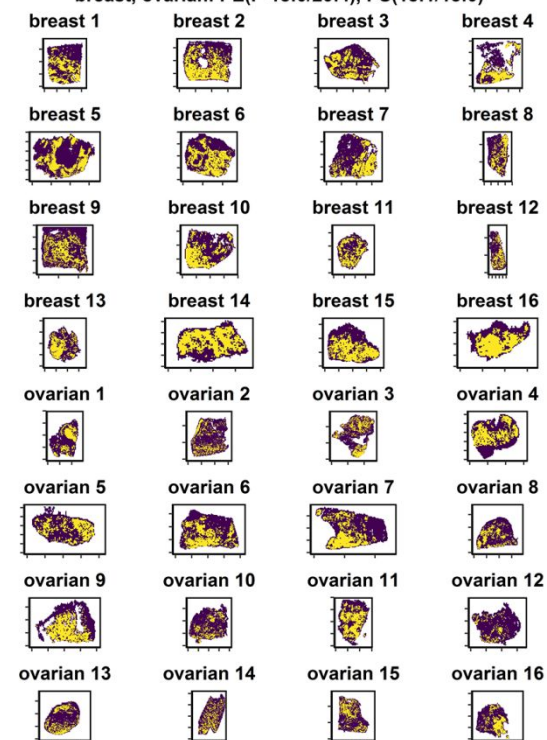 breast 1 breast 2 breast 3 breast 4
breast 5 breast 6 breast 7 breast 8
breast 9 breast 10 breast 11 breast 12
breast 13 breast 14 breast 15 breast 16
ovarian 1 ovarian 2 ovarian 3 ovarian 4
ovarian 5 ovarian 6 ovarian 7 ovarian 8
ovarian 9 ovarian 10 ovarian 11 ovarian 12
ovarian 13 ovarian 14 ovarian 15 ovarian 16